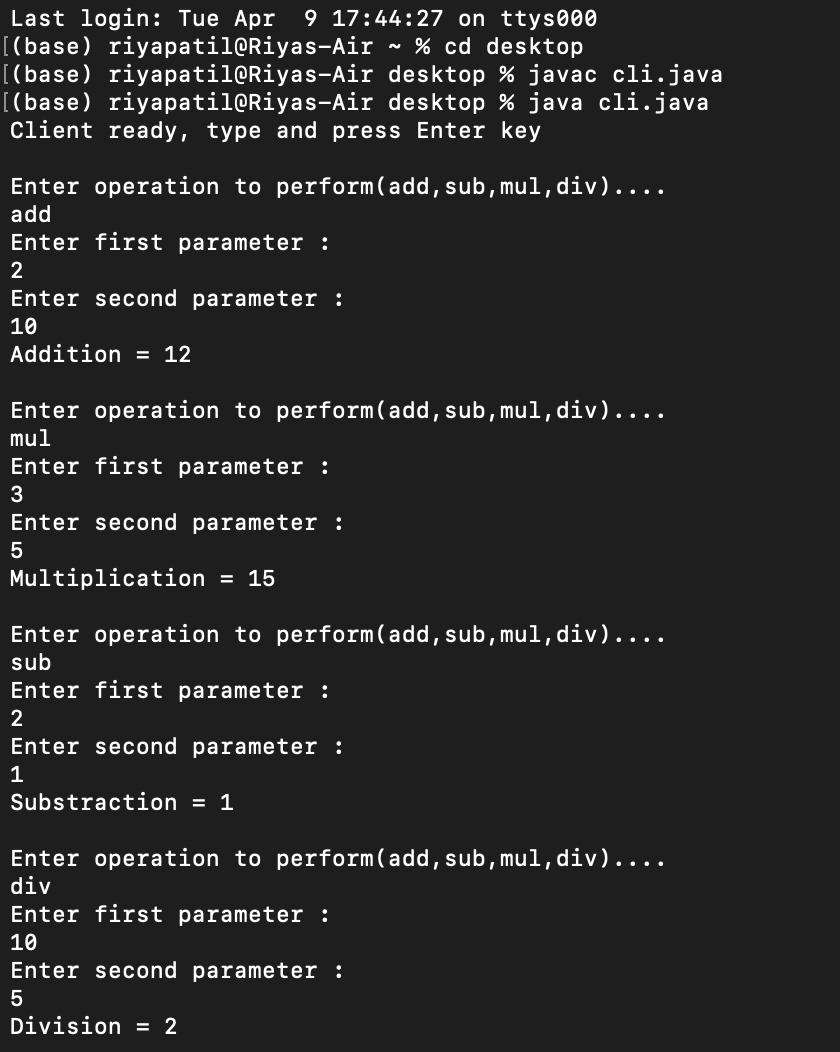 Last login: Tue Apr  9 17:44:27 on ttys000
[(base) riyapatil@Riyas-Air ~ % cd desktop
[(base) riyapatil@Riyas-Air desktop % javac cli.java
[(base) riyapatil@Riyas-Air desktop % java cli.java
Client ready, type and press Enter key

Enter operation to perform(add,sub,mul,div)....
add
Enter first parameter :
2
Enter second parameter :
10
Addition = 12

Enter operation to perform(add,sub,mul,div)....
mul
Enter first parameter :
3
Enter second parameter :
5
Multiplication = 15

Enter operation to perform(add,sub,mul,div)....
sub
Enter first parameter :
2
Enter second parameter :
1
Substraction = 1

Enter operation to perform(add,sub,mul,div)....
div
Enter first parameter :
10
Enter second parameter :
5
Division = 2